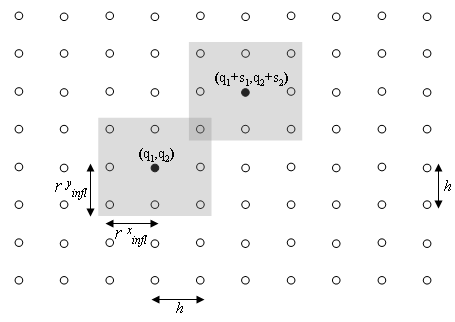 (q₁+s₁,q₂+s₂)
(q₁,q₂)
r ʸ infl
h
r ˣ infl
h